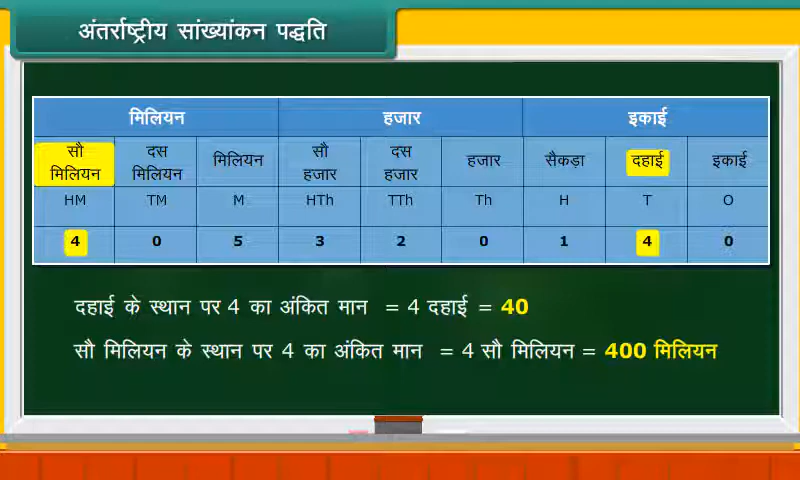 अंतर्राष्ट्रीय सांख्यांकन पद्धति
मिलियन हजार इकाई
सौ मिलियन दस मिलियन मिलियन सौ हजार दस हजार हजार सैकड़ा दहाई इकाई
HM TM M HTh TTh Th H T O
4 0 5 3 2 0 1 4 0
दहाई के स्थान पर 4 का अंकित मान = 4 दहाई = 40
सौ मिलियन के स्थान पर 4 का अंकित मान = 4 सौ मिलियन = 400 मिलियन